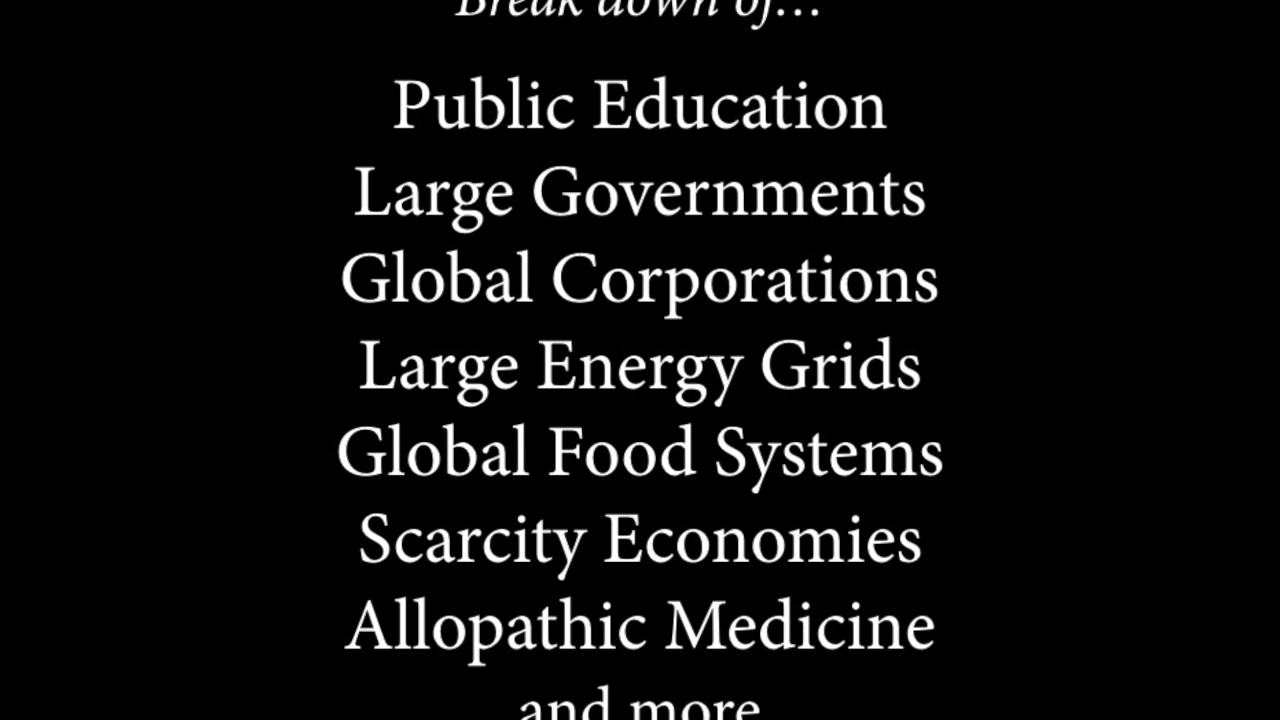 Break down of...
Public Education
Large Governments
Global Corporations
Large Energy Grids
Global Food Systems
Scarcity Economies
Allopathic Medicine
and more